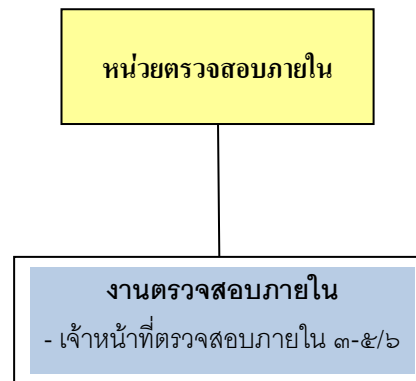 หน่วยตรวจสอบภายใน
งานตรวจสอบภายใน
- เจ้าหน้าที่ตรวจสอบภายใน ๓-๕/๖